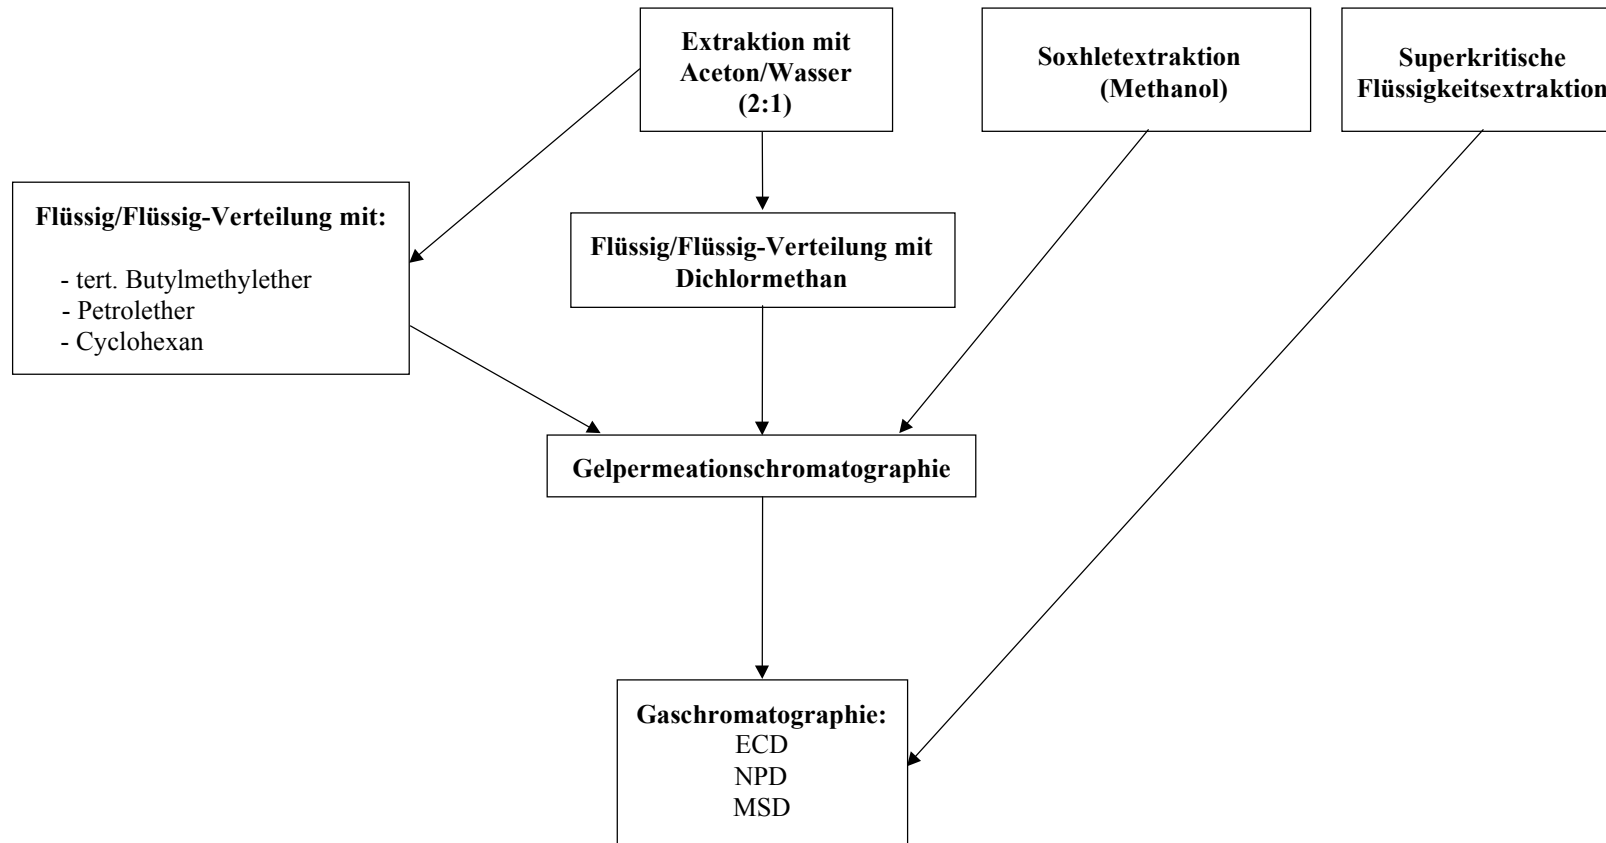 Extraktion mit
Aceton/Wasser
(2:1)
Soxhletextraktion
(Methanol)
Superkritische
Flüssigkeitsextraktion
Flüssig/Flüssig-Verteilung mit:
- tert. Butylmethylether
- Petrolether
- Cyclohexan
Flüssig/Flüssig-Verteilung mit
Dichlormethan
Gelpermeationschromatographie
Gaschromatographie:
ECD
NPD
MSD